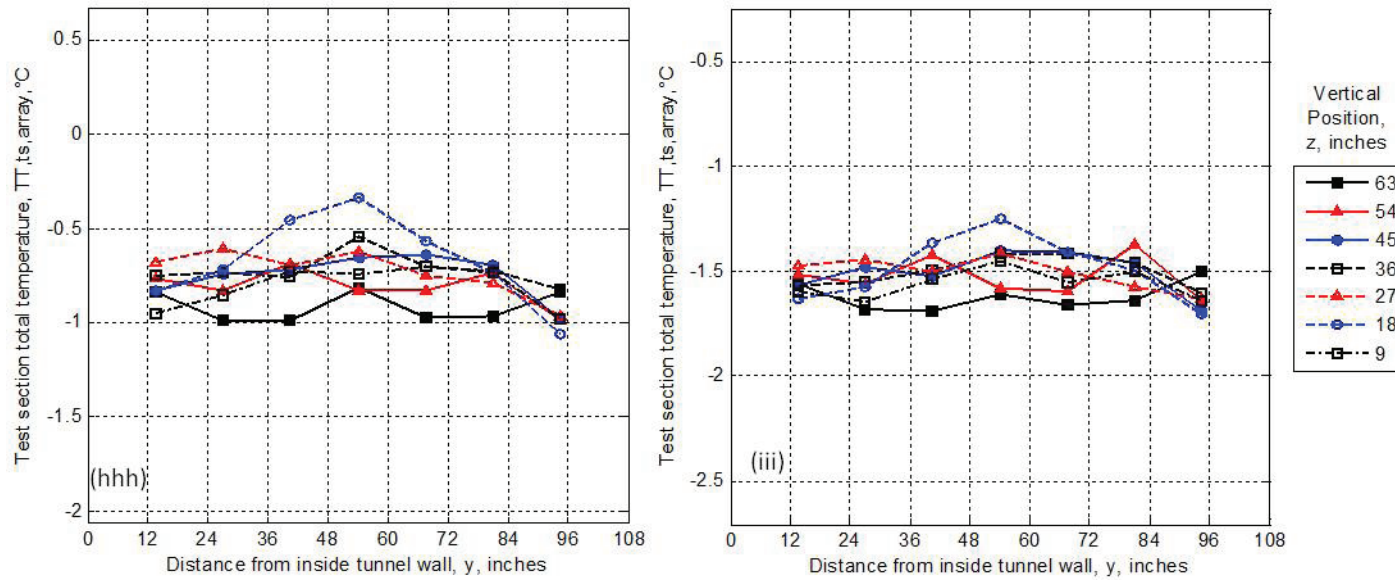 Test section total temperature, TT,ts,array,°C
0.5
0
-0.5
-1
-1.5
-2
(hhh)
0 12 24 36 48 60 72 84 96 108
Distance from inside tunnel wall, y, inches
Test section total temperature, TT,ts,array,°C
-0.5
-1
-1.5
-2
-2.5
(iii)
0 12 24 36 48 60 72 84 96 108
Distance from inside tunnel wall, y, inches
Vertical
Position,
z, inches
63
54
45
36
27
18
9